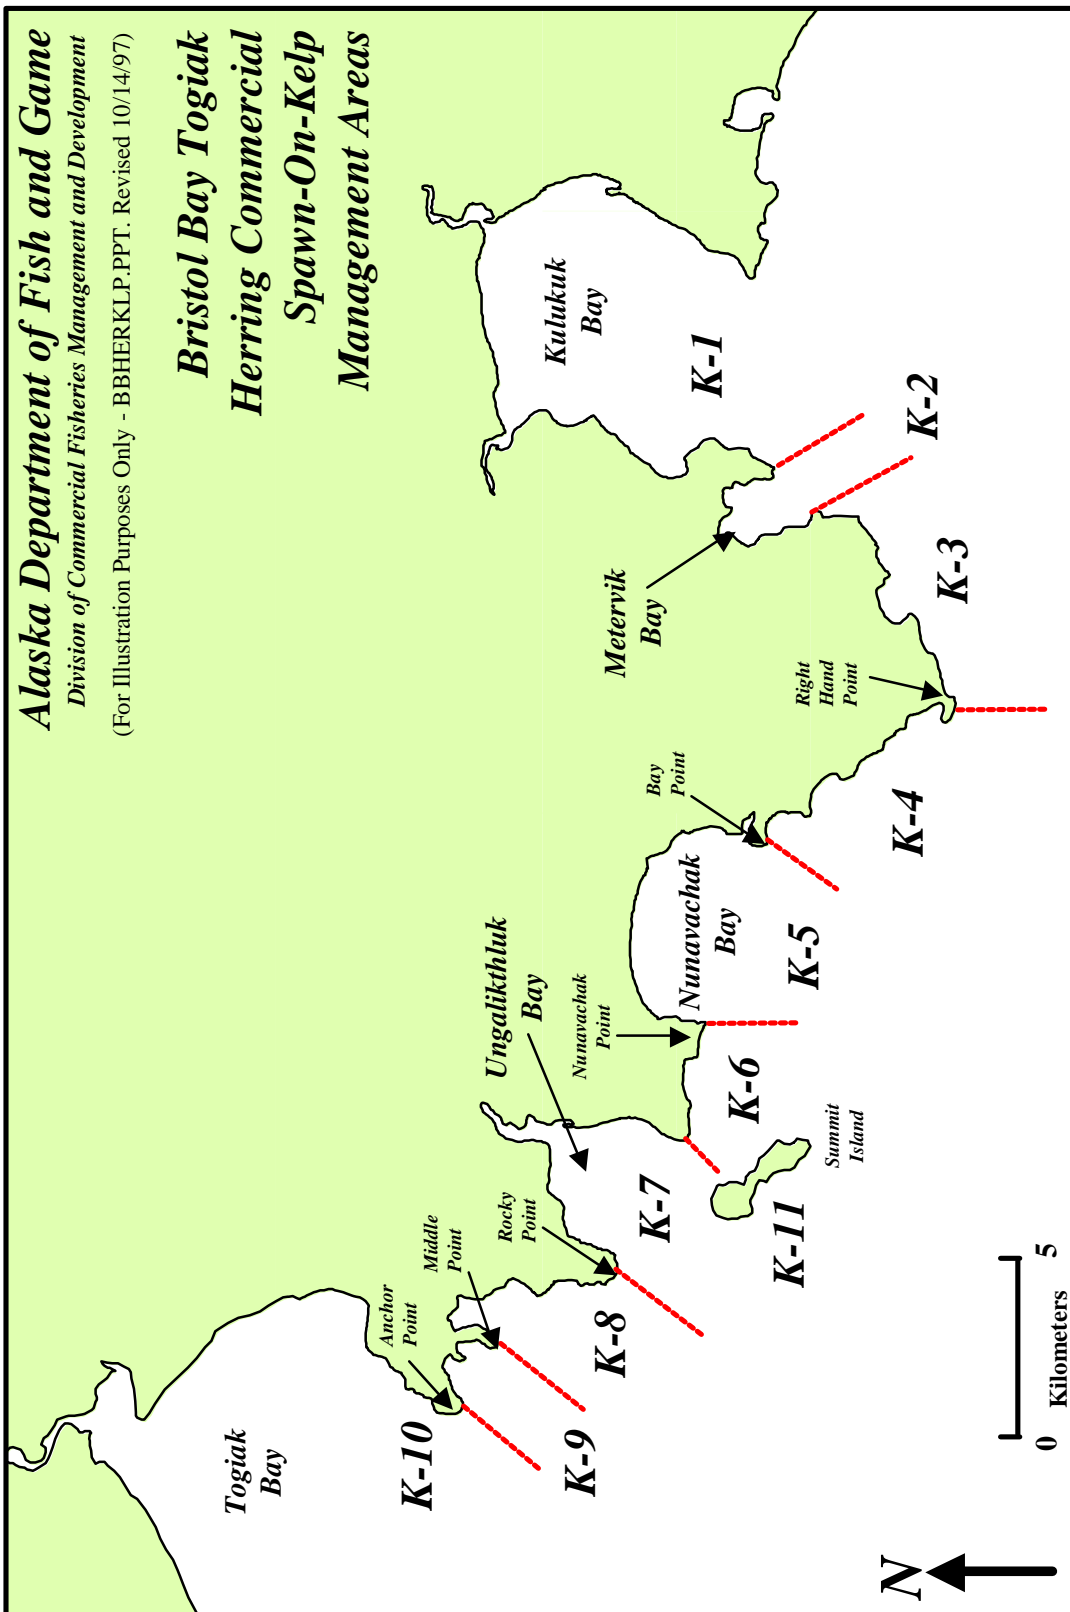 Alaska Department of Fish and Game
Division of Commercial Fisheries Management and Development
(For Illustration Purposes Only - BBHERKLP.PPT. Revised 10/14/97)
Bristol Bay Togiak
Herring Commercial
Spawn-On-Kelp
Management Areas
Togiak
Bay
K-10
Anchor
Point
K-9
Middle
Point
K-8
Rocky
Point
K-7
Ungalikthluk
Bay
K-11
Summit
Island
K-6
Nunavachak
Point
Nunavachak
Bay
K-5
Bay
Point
K-4
Right
Hand
Point
K-3
Metervik
Bay
K-2
Kulukuk
Bay
K-1
N
0
5
Kilometers